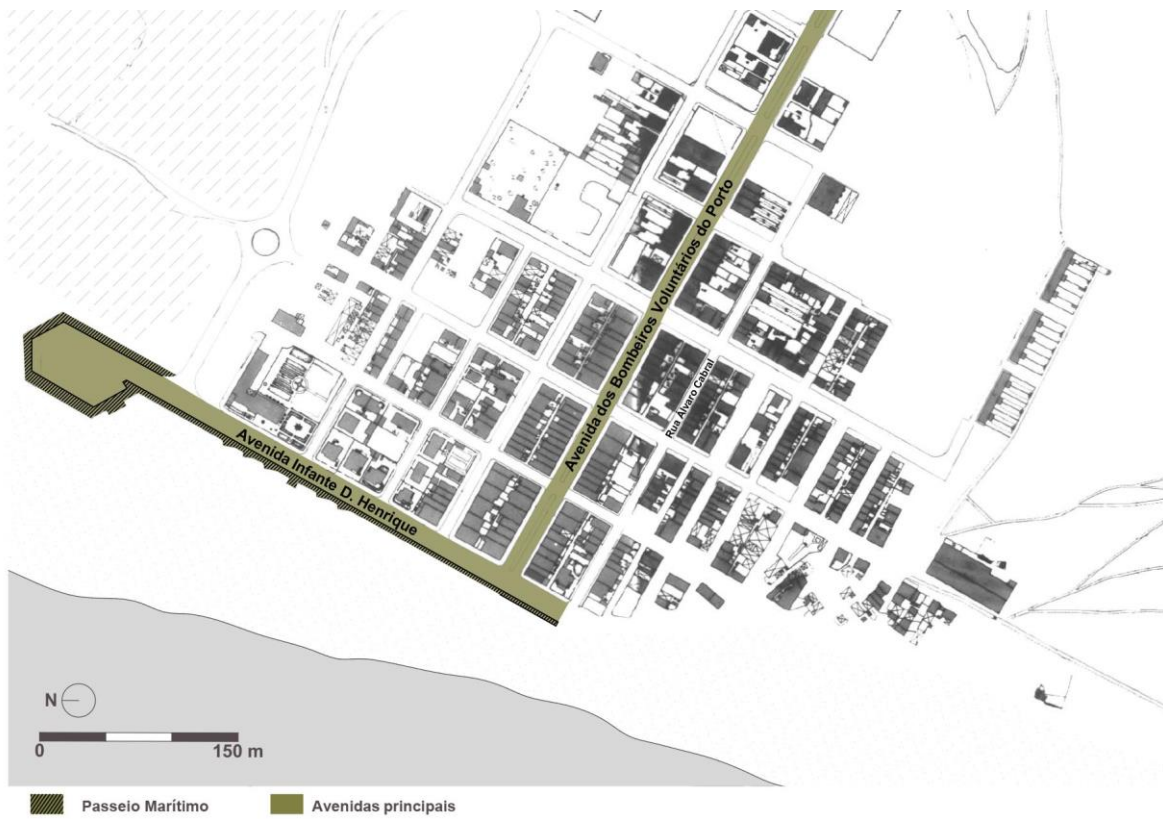 Avenida dos Bombeiros Voluntários do Porto
Rua Álvaro Cabral
Avenida Infante D. Henrique
N
0 150 m
Passeio Marítimo
Avenidas principais